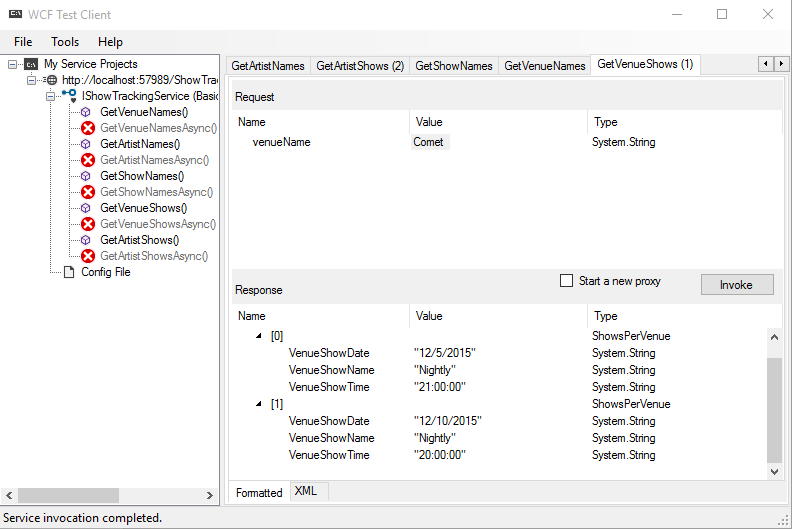 WCF Test Client
File Tools Help
My Service Projects
http://localhost:57989/ShowTra
IShowTrackingService (Basic
GetVenueNames()
GetVenueNamesAsync()
GetArtistNames()
GetArtistNamesAsync()
GetShowNames()
GetShowNamesAsync()
GetVenueShows()
GetVenueShowsAsync()
GetArtistShows()
GetArtistShowsAsync()
Config File
GetArtistNames GetArtistShows (2) GetShowNames GetVenueNames GetVenueShows (1)
Request
Name Value Type
venueName Comet System.String
Response Start a new proxy Invoke
Name Value Type
[0] ShowsPerVenue
VenueShowDate "12/5/2015" System.String
VenueShowName "Nightly" System.String
VenueShowTime "21:00:00" System.String
[1] ShowsPerVenue
VenueShowDate "12/10/2015" System.String
VenueShowName "Nightly" System.String
VenueShowTime "20:00:00" System.String
Formatted XML
Service invocation completed.